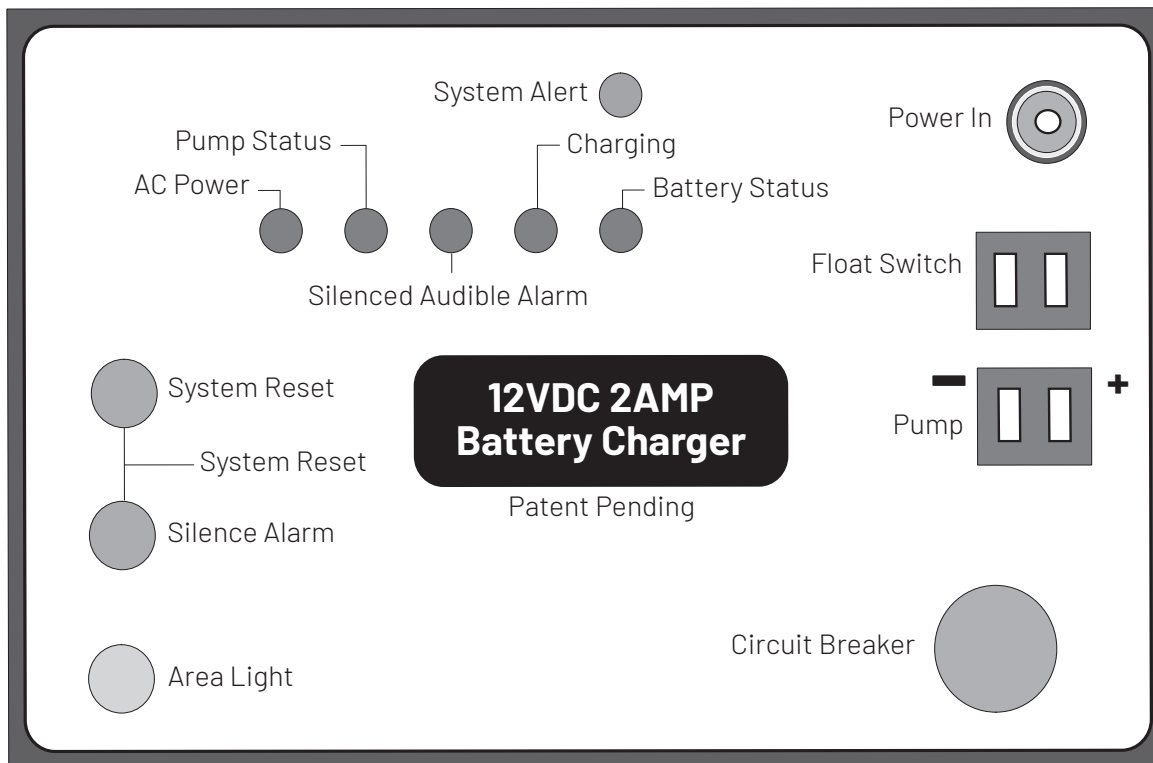 System Alert
Power In
Pump Status
Charging
AC Power
Battery Status
Float Switch
Silenced Audible Alarm
System Reset
12VDC 2AMP
Battery Charger
- +
Pump
System Reset
Patent Pending
Silence Alarm
Circuit Breaker
Area Light